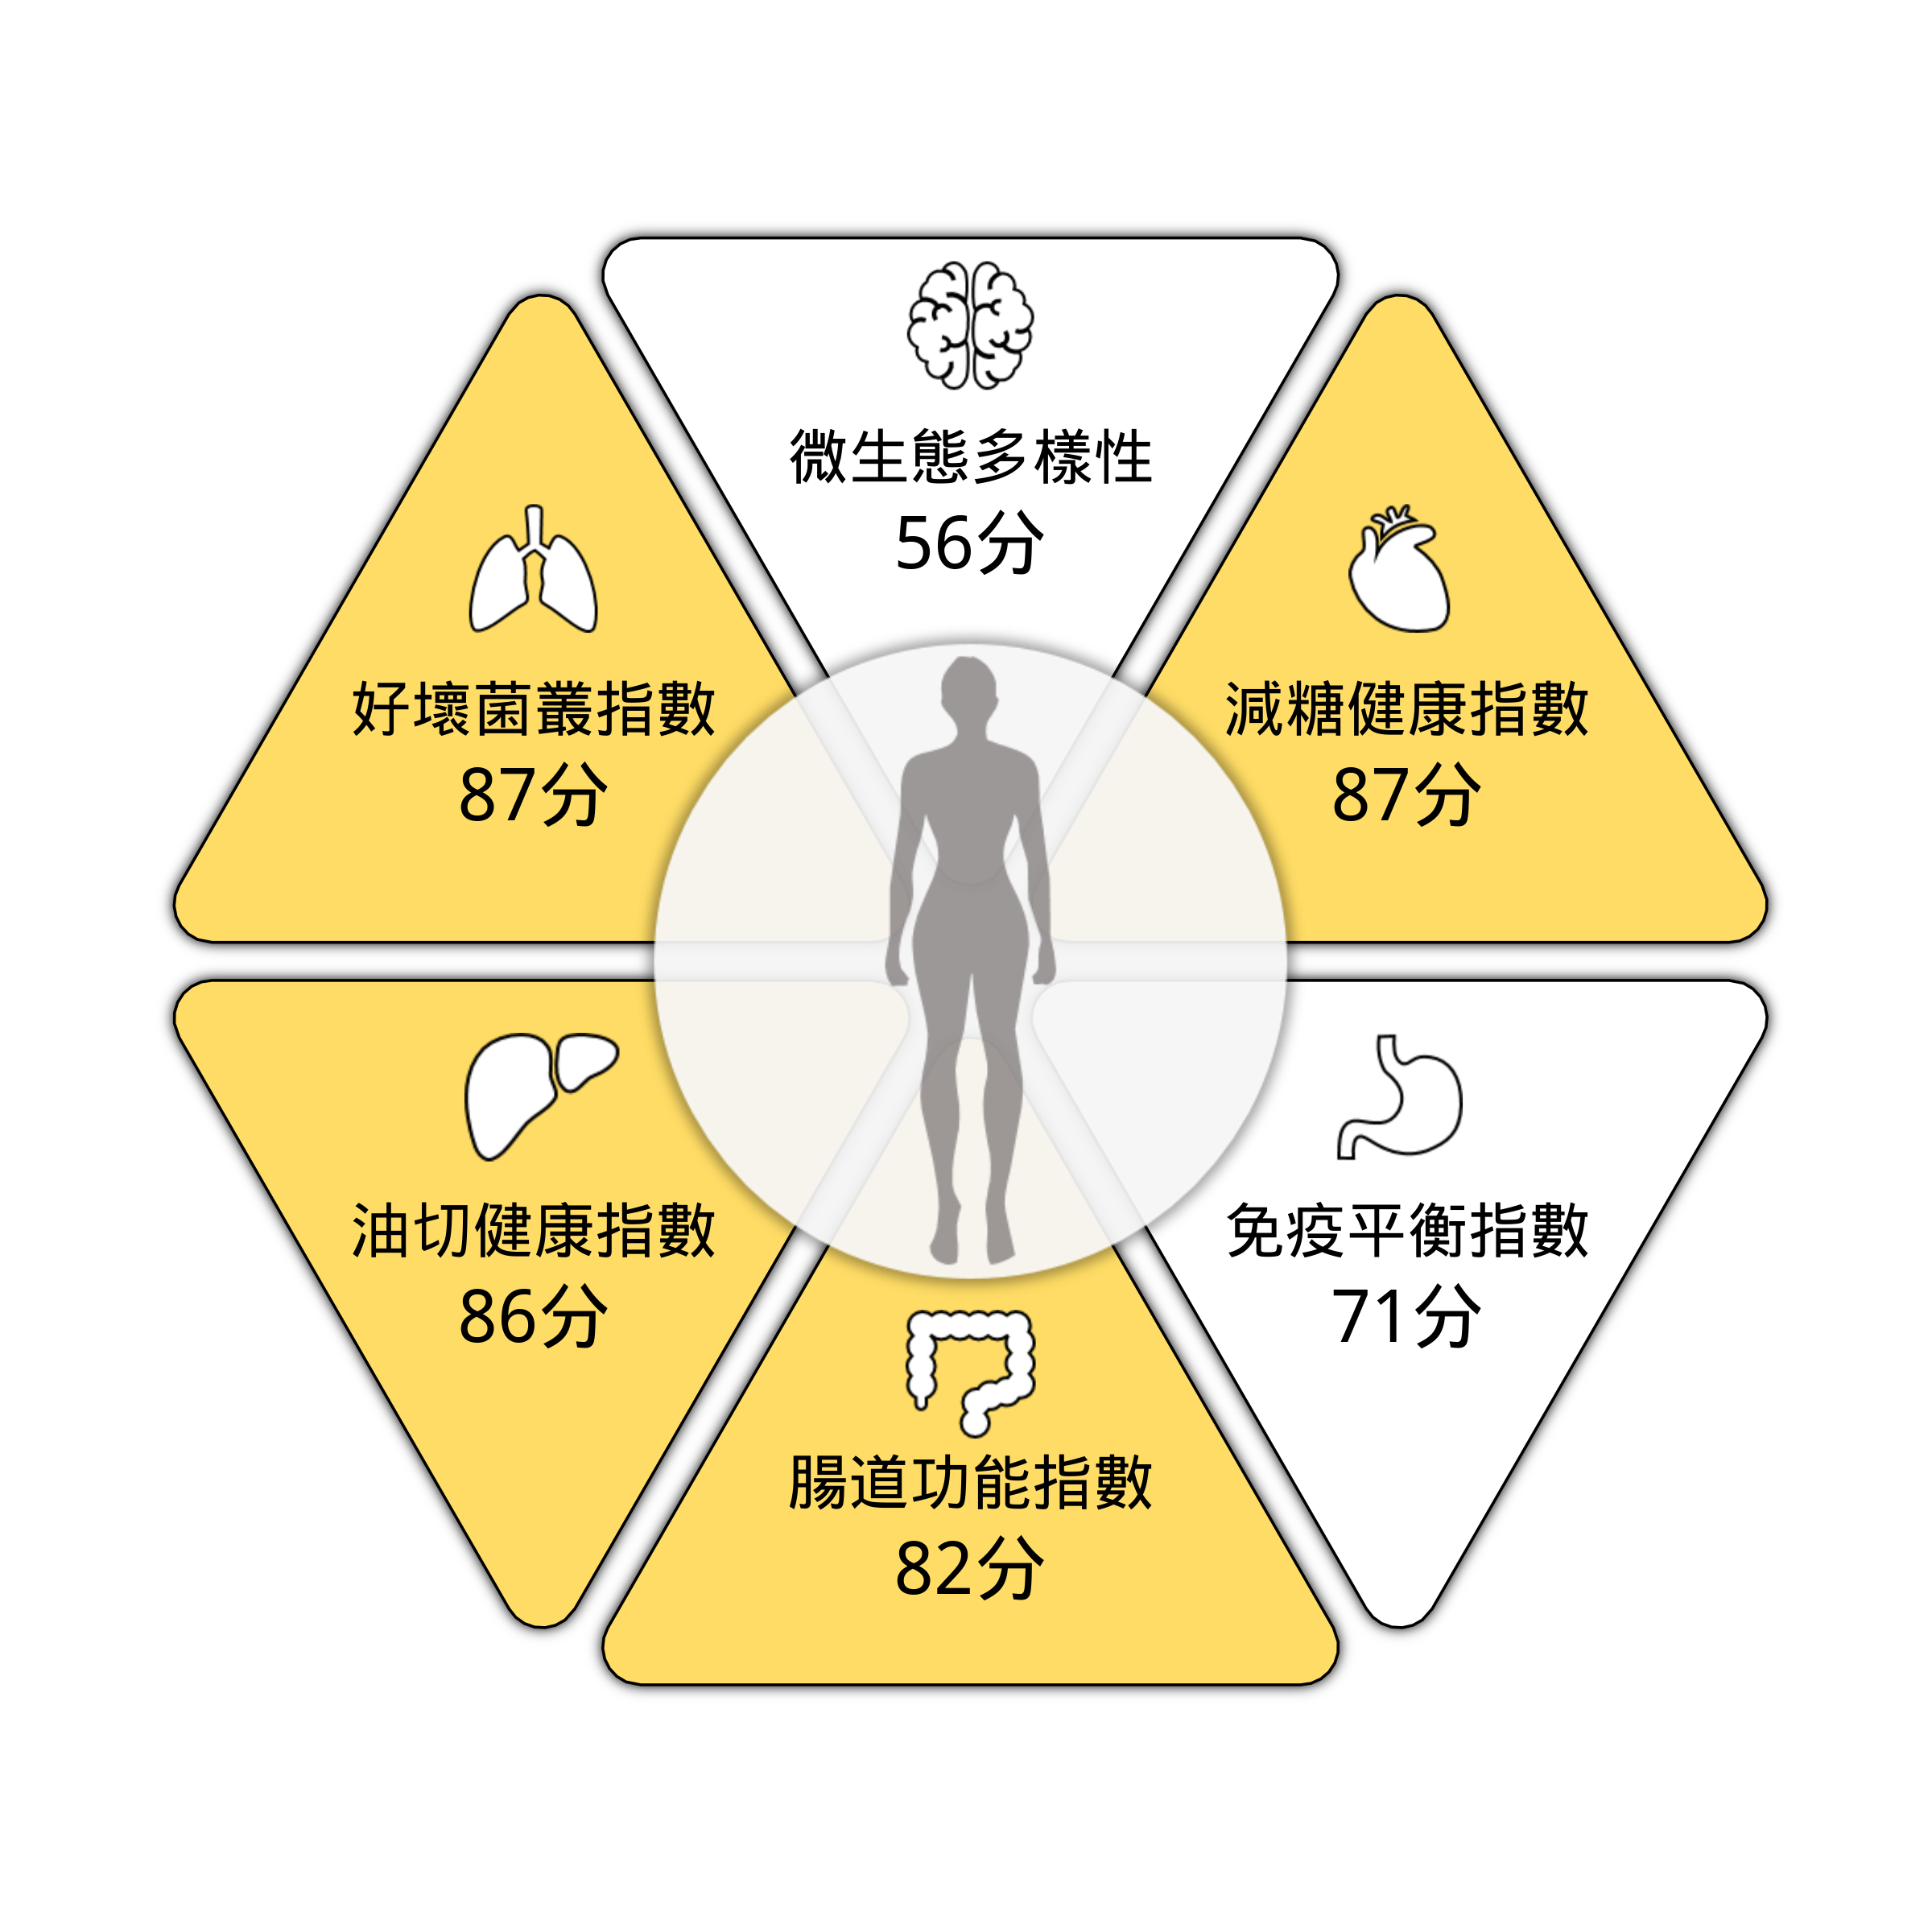 微生態多樣性
56分
好壞菌叢指數
87分
減糖健康指數
87分
油切健康指數
86分
免疫平衡指數
71分
腸道功能指數
82分